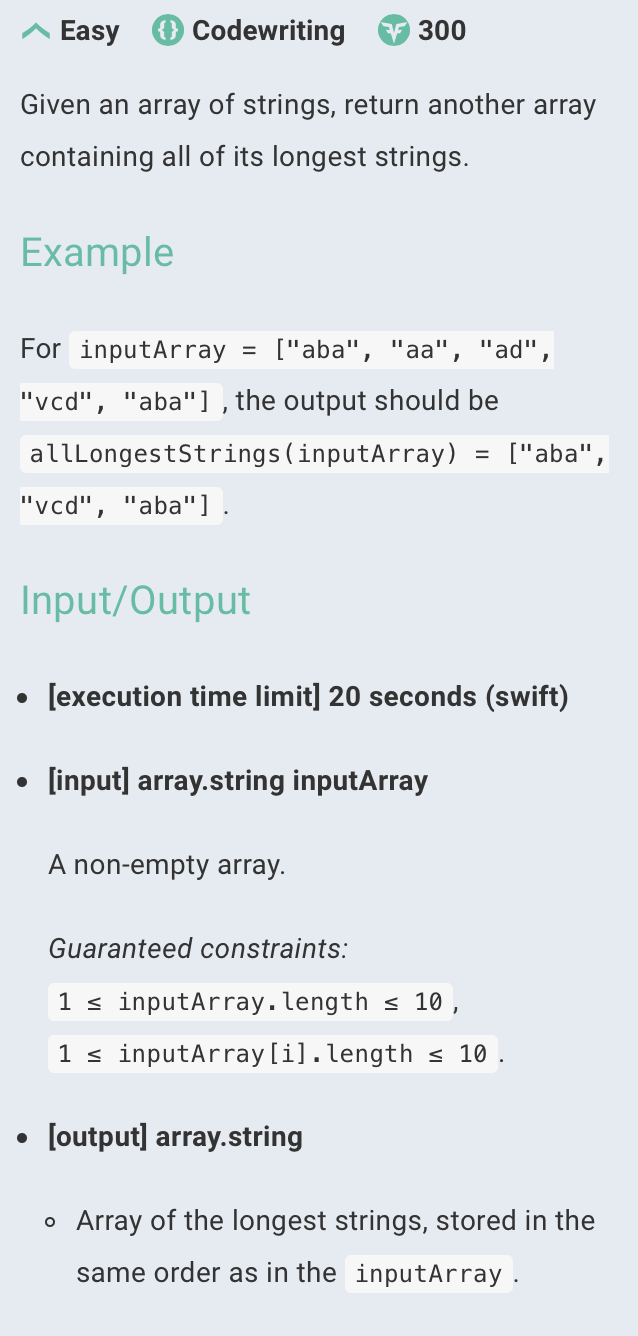 Easy Codewriting 300
Given an array of strings, return another array
containing all of its longest strings.
Example
For inputArray = ["aba", "aa", "ad",
"vcd", "aba"], the output should be
allLongestStrings(inputArray) = ["aba",
"vcd", "aba"].
Input/Output
• [execution time limit] 20 seconds (swift)
• [input] array.string inputArray
A non-empty array.
Guaranteed constraints:
1 ≤ inputArray.length ≤ 10,
1 ≤ inputArray[i].length ≤ 10.
• [output] array.string
◦ Array of the longest strings, stored in the
same order as in the inputArray.